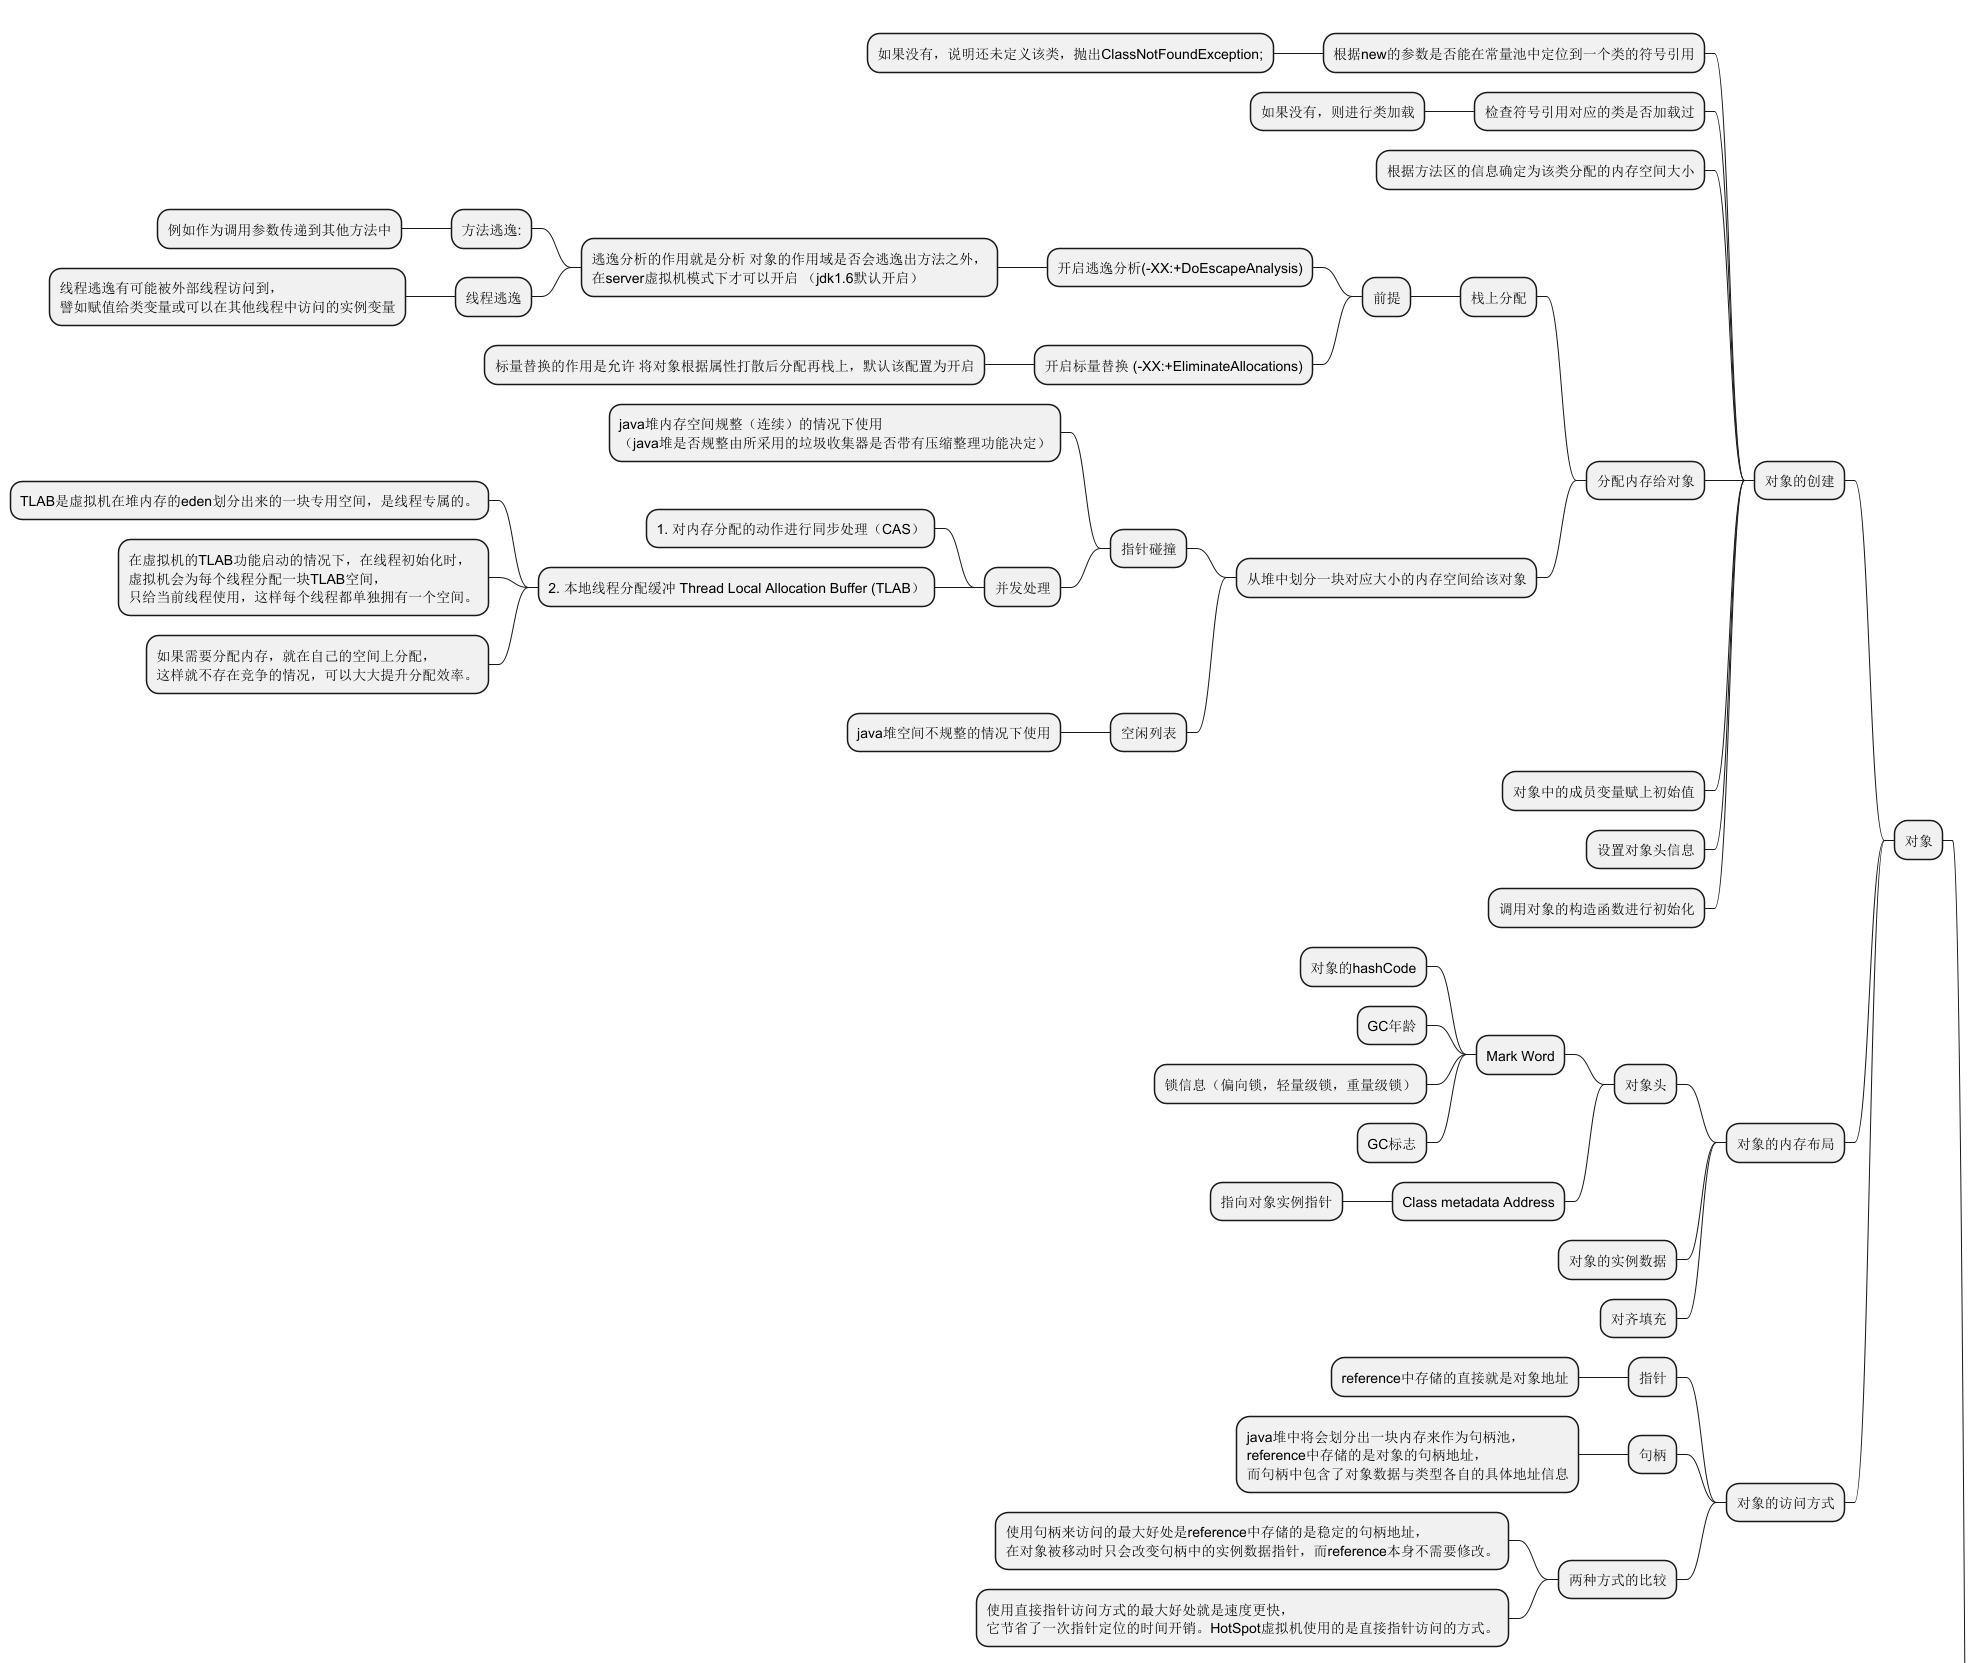 如果没有，说明还未定义该类，抛出ClassNotFoundException;
根据new的参数是否能在常量池中定位到一个类的符号引用
如果没有，则进行类加载
检查符号引用对应的类是否加载过
根据方法区的信息确定为该类分配的内存空间大小
例如作为调用参数传递到其他方法中
方法逃逸:
线程逃逸有可能被外部线程访问到，
譬如赋值给类变量或可以在其他线程中访问的实例变量
线程逃逸
逃逸分析的作用就是分析 对象的作用域是否会逃逸出方法之外，
在server虚拟机模式下才可以开启 （jdk1.6默认开启）
开启逃逸分析(-XX:+DoEscapeAnalysis)
前提
栈上分配
标量替换的作用是允许 将对象根据属性打散后分配再栈上，默认该配置为开启
开启标量替换 (-XX:+EliminateAllocations)
java堆内存空间规整（连续）的情况下使用
（java堆是否规整由所采用的垃圾收集器是否带有压缩整理功能决定）
分配内存给对象
对象的创建
TLAB是虚拟机在堆内存的eden划分出来的一块专用空间，是线程专属的。
1. 对内存分配的动作进行同步处理（CAS）
指针碰撞
在虚拟机的TLAB功能启动的情况下，在线程初始化时，
虚拟机会为每个线程分配一块TLAB空间，
只给当前线程使用，这样每个线程都单独拥有一个空间。
2. 本地线程分配缓冲 Thread Local Allocation Buffer (TLAB）
并发处理
从堆中划分一块对应大小的内存空间给该对象
如果需要分配内存，就在自己的空间上分配，
这样就不存在竞争的情况，可以大大提升分配效率。
java堆空间不规整的情况下使用
空闲列表
对象中的成员变量赋上初始值
设置对象头信息
对象
调用对象的构造函数进行初始化
对象的hashCode
GC年龄
Mark Word
锁信息（偏向锁，轻量级锁，重量级锁）
对象头
GC标志
对象的内存布局
指向对象实例指针
Class metadata Address
对象的实例数据
对齐填充
reference中存储的直接就是对象地址
指针
java堆中将会划分出一块内存来作为句柄池，
reference中存储的是对象的句柄地址，
而句柄中包含了对象数据与类型各自的具体地址信息
句柄
对象的访问方式
使用句柄来访问的最大好处是reference中存储的是稳定的句柄地址，
在对象被移动时只会改变句柄中的实例数据指针，而reference本身不需要修改。
两种方式的比较
使用直接指针访问方式的最大好处就是速度更快，
它节省了一次指针定位的时间开销。HotSpot虚拟机使用的是直接指针访问的方式。